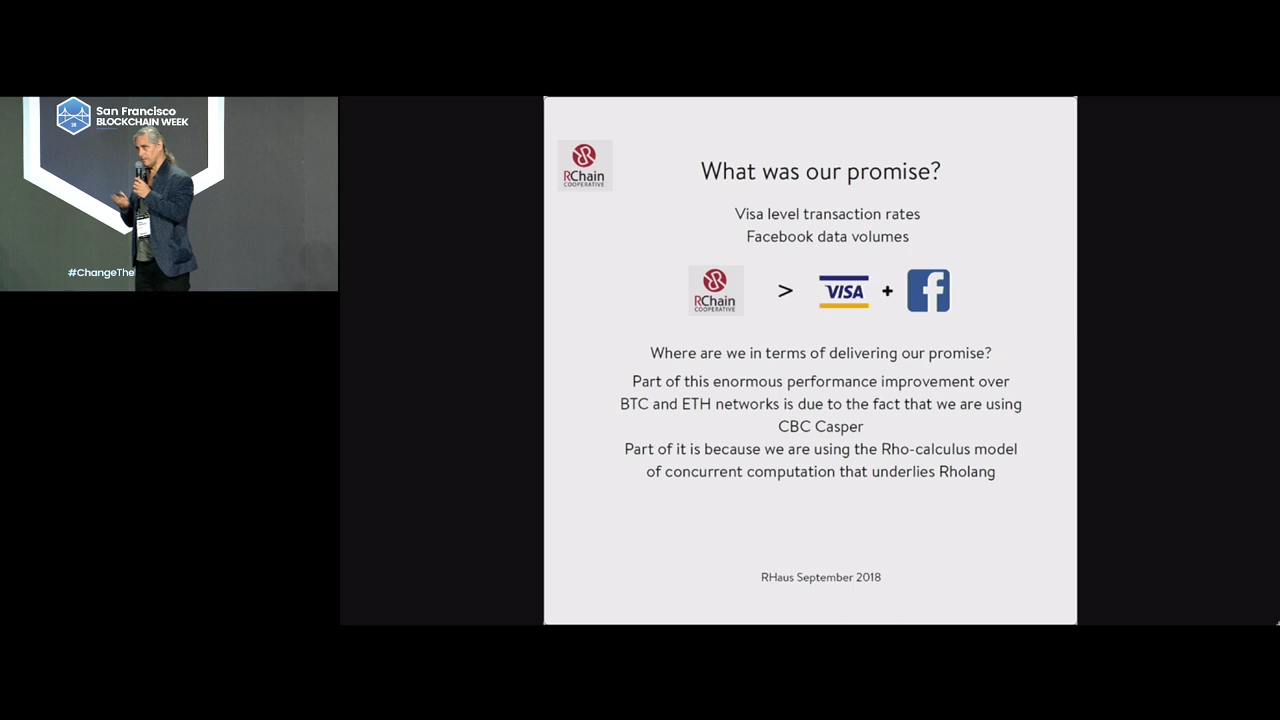 San Francisco
BLOCKCHAIN WEEK
#ChangeThe
RChain
COOPERATIVE
What was our promise?
Visa level transaction rates
Facebook data volumes
RChain
COOPERATIVE
>
VISA
+
f
Where are we in terms of delivering our promise?
Part of this enormous performance improvement over
BTC and ETH networks is due to the fact that we are using
CBC Casper
Part of it is because we are using the Rho-calculus model
of concurrent computation that underlies Rholang
RHaus September 2018